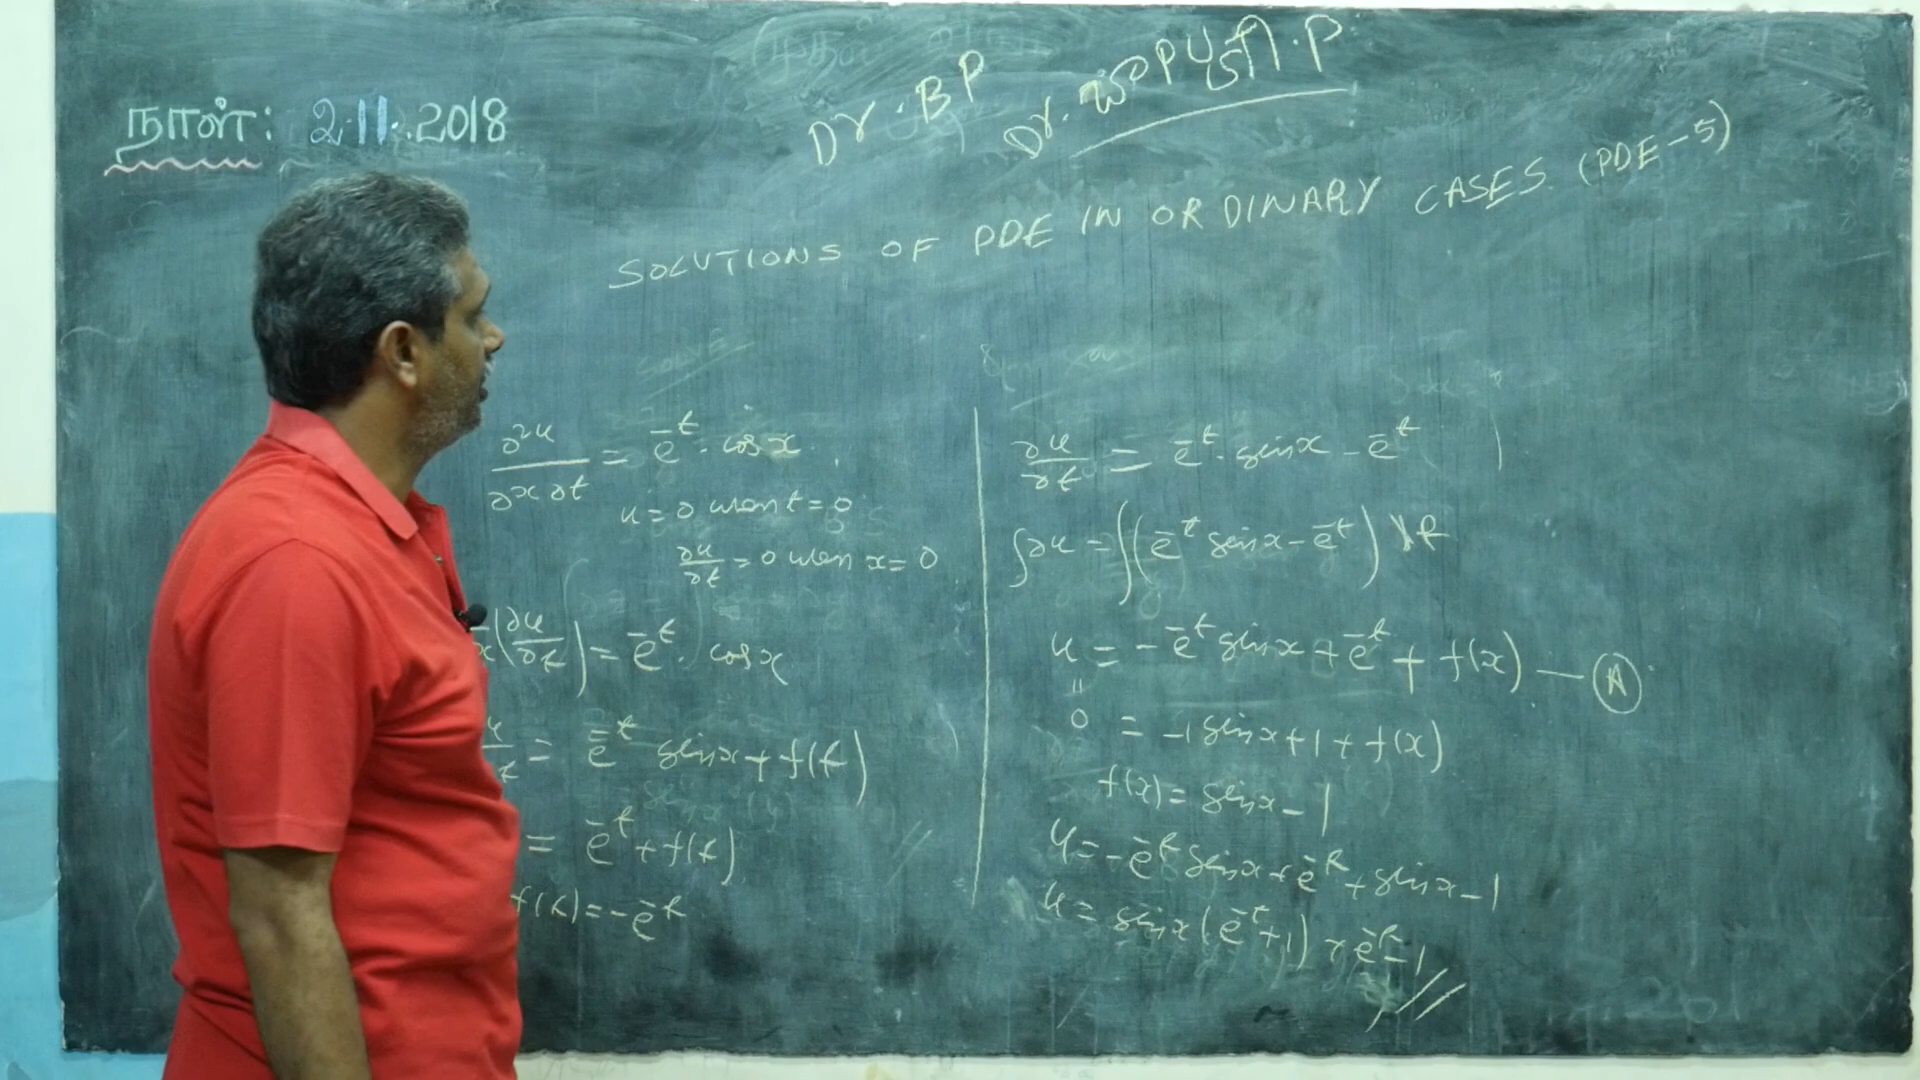 நாள்: 2.11.2018
Dr. BP
SOLUTIONS OF PDE IN ORDINARY CASES. (PDE-5)
∂²u/∂x∂t = e^-t. cos x.
u=0 when t=0
∂u/∂t = 0 when x=0
(∂u/∂t) = e^-t. cos x
= e^-t sin x + f(t)
= e^-t + f(t)
f(t) = -e^-t
∂u/∂t = e^-t. sin x - e^-t
∫∂u = ∫(e^-t sin x - e^-t) ∂t
u = -e^-t sin x + e^-t + f(x) — (A)
0 = -1 sin x + 1 + f(x)
f(x) = sin x - 1
u = -e^-t sin x + e^-t + sin x - 1
u = sin x (e^-t + 1) + e^-t - 1 //